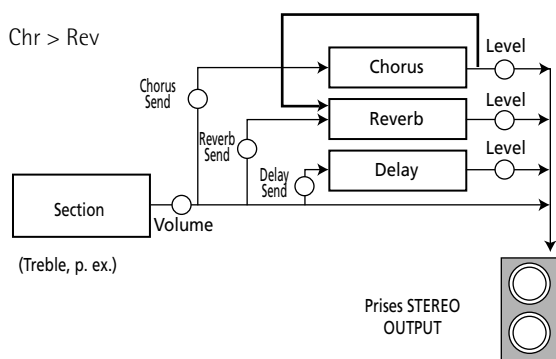 Chr > Rev
Chorus
Send
Chorus
Level
Reverb
Send
Reverb
Level
Delay
Send
Delay
Level
Section
Volume
(Treble, p. ex.)
Prises STEREO
OUTPUT